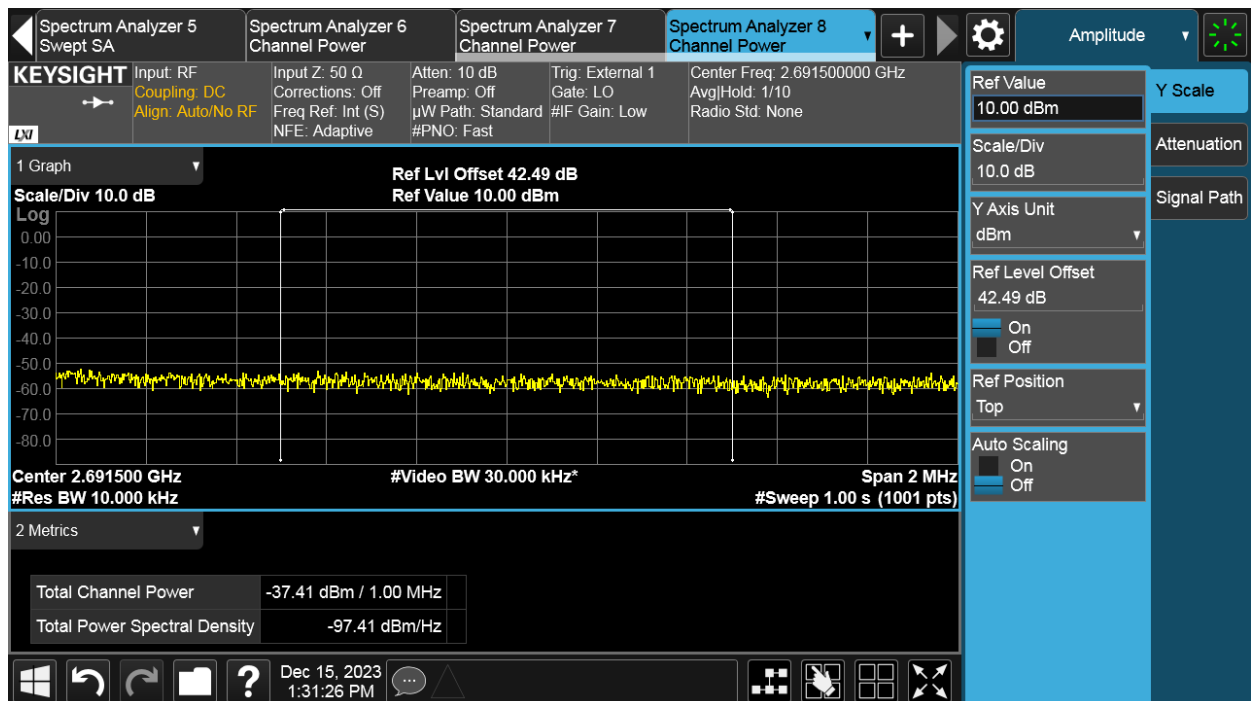 Spectrum Analyzer 5
Swept SA
Spectrum Analyzer 6
Channel Power
Spectrum Analyzer 7
Channel Power
Spectrum Analyzer 8
Channel Power
Amplitude
KEYSIGHT
LXI
Input: RF
Coupling: DC
Align: Auto/No RF
Input Z: 50 Ω
Corrections: Off
Freq Ref: Int (S)
NFE: Adaptive
Atten: 10 dB
Preamp: Off
µW Path: Standard
#PNO: Fast
Trig: External 1
Gate: LO
#IF Gain: Low
Center Freq: 2.691500000 GHz
Avg|Hold: 1/10
Radio Std: None
1 Graph
Scale/Div 10.0 dB
Ref Lvl Offset 42.49 dB
Ref Value 10.00 dBm
Log
0.00
-10.0
-20.0
-30.0
-40.0
-50.0
-60.0
-70.0
-80.0
Center 2.691500 GHz
#Res BW 10.000 kHz
#Video BW 30.000 kHz*
Span 2 MHz
#Sweep 1.00 s (1001 pts)
2 Metrics
Total Channel Power -37.41 dBm / 1.00 MHz
Total Power Spectral Density -97.41 dBm/Hz
Ref Value
10.00 dBm
Scale/Div
10.0 dB
Y Axis Unit
dBm
Ref Level Offset
42.49 dB
On
Off
Ref Position
Top
Auto Scaling
On
Off
Y Scale
Attenuation
Signal Path
?
Dec 15, 2023
1:31:26 PM